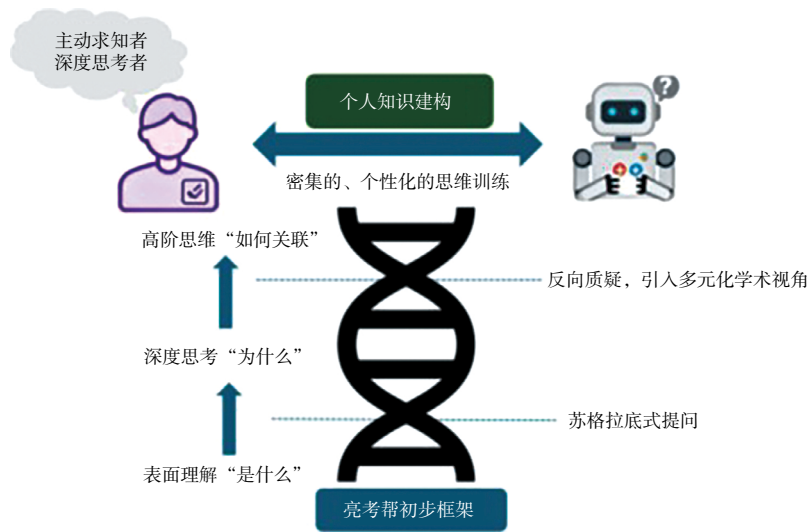 主动求知者
深度思考者
个人知识建构
?
密集的、个性化的思维训练
高阶思维“如何关联”
反向质疑，引入多元化学术视角
深度思考“为什么”
苏格拉底式提问
表面理解“是什么”
亮考帮初步框架